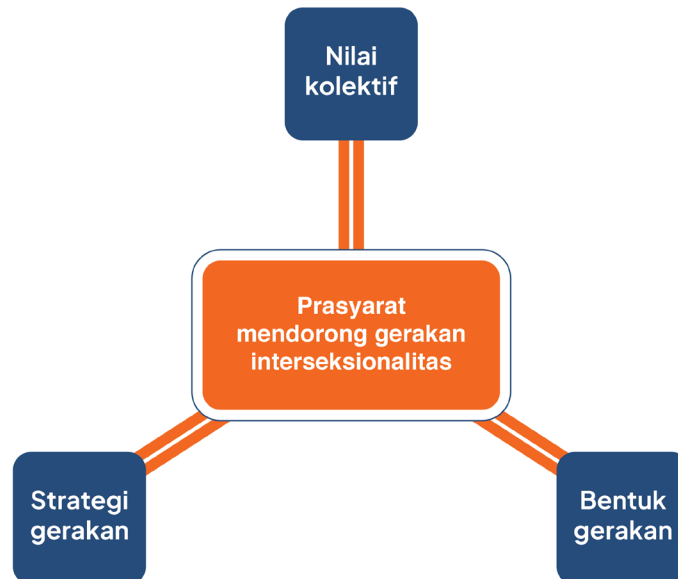 Nilai
kolektif
Prasyarat
mendorong gerakan
interseksionalitas
Strategi
gerakan
Bentuk
gerakan